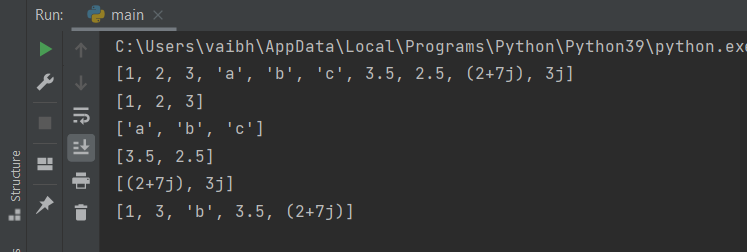 Run: main
C:\Users\vaibh\AppData\Local\Programs\Python\Python39\python.exe
[1, 2, 3, 'a', 'b', 'c', 3.5, 2.5, (2+7j), 3j]
[1, 2, 3]
['a', 'b', 'c']
[3.5, 2.5]
[(2+7j), 3j]
[1, 3, 'b', 3.5, (2+7j)]
Structure